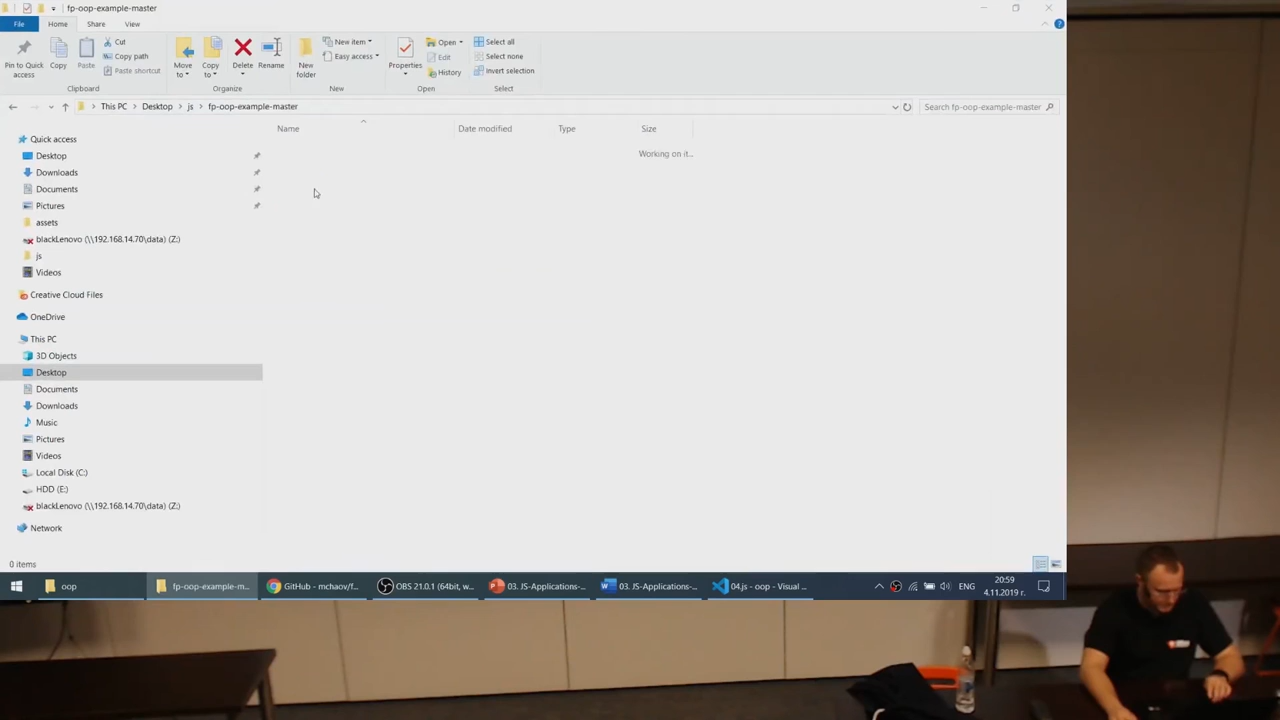 fp-oop-example-master
File
Home
Share
View
Pin to Quick access
Copy
Paste
Cut
Copy path
Paste shortcut
Clipboard
Move to
Copy to
Delete
Rename
Organize
New folder
New item
Easy access
New
Properties
Open
Edit
History
Open
Select all
Select none
Invert selection
Select
This PC
Desktop
js
fp-oop-example-master
Search fp-oop-example-master
Name
Date modified
Type
Size
Working on it...
Quick access
Desktop
Downloads
Documents
Pictures
assets
blackLenovo (\\192.168.14.70\data) (Z:)
js
Videos
Creative Cloud Files
OneDrive
This PC
3D Objects
Desktop
Documents
Downloads
Music
Pictures
Videos
Local Disk (C:)
HDD (E:)
blackLenovo (\\192.168.14.70\data) (Z:)
Network
0 items
oop
fp-oop-example-m...
GitHub - mchaov/f...
OBS 21.0.1 (64bit, w...
03. JS-Applications-...
03. JS-Applications-...
04.js - oop - Visual ...
ЕНГ
20:59
4.11.2019 г.